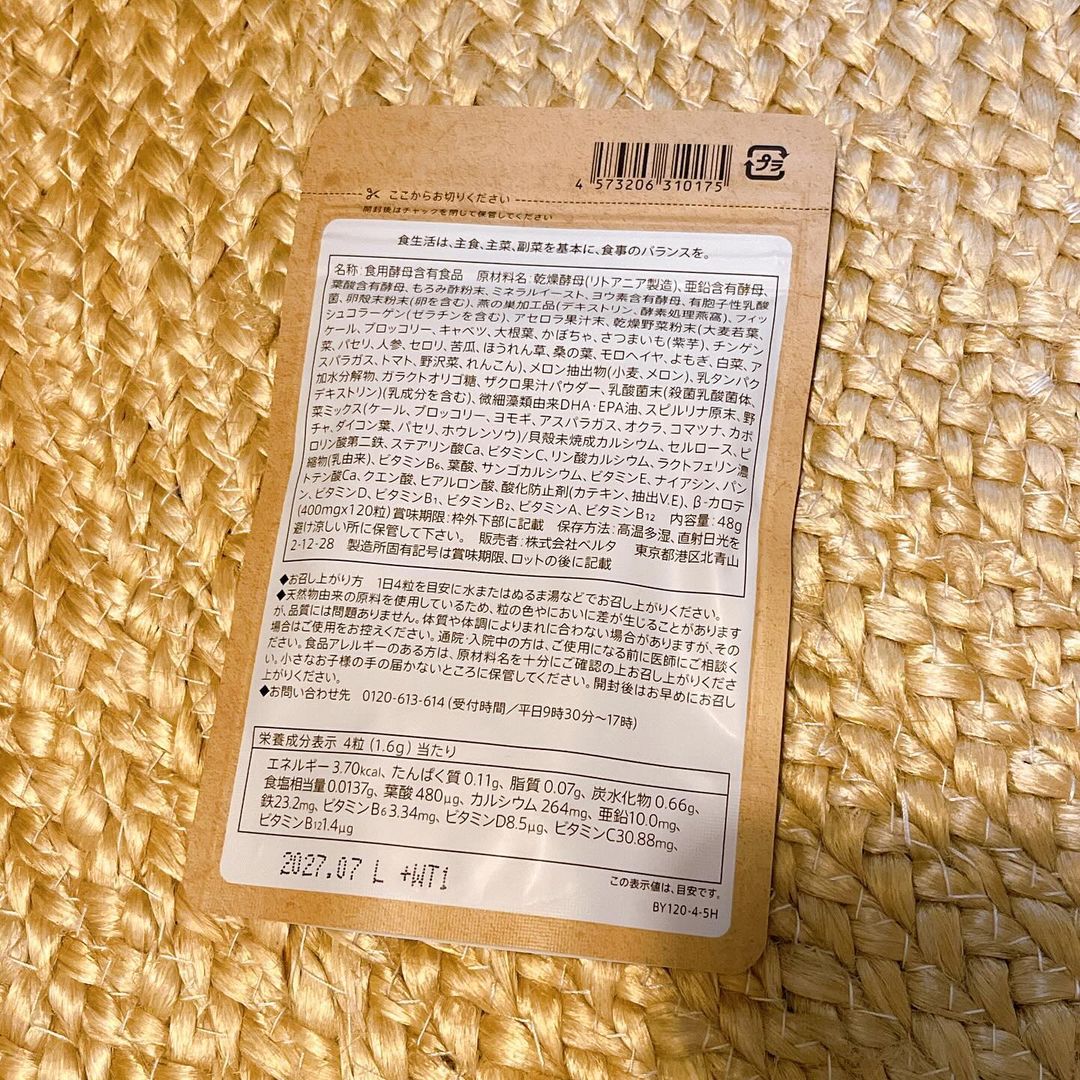 4 573206 310175
プラ
ここからお切りください
開封後はチャックを閉じて保管してください
食生活は、主食、主菜、副菜を基本に、食事のバランスを。
名称：食用酵母含有食品　原材料名：乾燥酵母(リトアニア製造)、亜鉛含有酵母、
葉酸含有酵母、もろみ酢粉末、ミネラルイースト、ヨウ素含有酵母、有胞子性乳酸
菌、卵殻末粉末(卵を含む)、燕の巣加工品(デキストリン、酵素処理燕窩)、フィッ
シュコラーゲン(ゼラチンを含む)、アセロラ果汁末、乾燥野菜粉末(大麦若葉、
ケール、ブロッコリー、キャベツ、大根葉、かぼちゃ、さつまいも(紫芋)、チンゲン
菜、パセリ、人参、セロリ、苦瓜、ほうれん草、桑の葉、モロヘイヤ、よもぎ、白菜、ア
スパラガス、トマト、野沢菜、れんこん)、メロン抽出物(小麦、メロン)、乳タンパク
加水分解物、ガラクトオリゴ糖、ザクロ果汁パウダー、乳酸菌末(殺菌乳酸菌体、
デキストリン)(乳成分を含む)、微細藻類由来DHA・EPA油、スピルリナ原末、野
菜ミックス(ケール、ブロッコリー、ヨモギ、アスパラガス、オクラ、コマツナ、カボ
チャ、ダイコン葉、パセリ、ホウレンソウ)/貝殻未焼成カルシウム、セルロース、ピ
ロリン酸第二鉄、ステアリン酸Ca、ビタミンC、リン酸カルシウム、ラクトフェリン濃
縮物(乳由来)、ビタミンB6、葉酸、サンゴカルシウム、ビタミンE、ナイアシン、パン
トテン酸Ca、クエン酸、ヒアルロン酸、酸化防止剤(カテキン、抽出V.E)、β-カロテ
ン、ビタミンD、ビタミンB1、ビタミンB2、ビタミンA、ビタミンB12　内容量：48g
(400mg×120粒) 賞味期限：枠外下部に記載　保存方法：高温多湿、直射日光を
避け涼しい所に保管して下さい。　販売者：株式会社ベルタ　東京都港区北青山
2-12-28　製造所固有記号は賞味期限、ロットの後に記載
◆お召し上がり方　1日4粒を目安に水またはぬるま湯などでお召し上がりください。
◆天然物由来の原料を使用しているため、粒の色やにおいに差が生じることがあります
が、品質には問題ありません。体質や体調によりまれに合わない場合がありますが、その
場合はご使用をお控えください。通院・入院中の方は、ご使用になる前に医師にご相談く
ださい。食品アレルギーのある方は、原材料名を十分にご確認の上お召し上がりくださ
い。小さなお子様の手の届かないところに保管してください。開封後はお早めにお召し
上がりください。
◆お問い合わせ先　0120-613-614 (受付時間／平日9時30分～17時)
栄養成分表示 4粒 (1.6g) 当たり
エネルギー 3.70kcal、たんぱく質 0.11g、脂質 0.07g、炭水化物 0.66g、
食塩相当量 0.0137g、葉酸 480μg、カルシウム 264mg、亜鉛10.0mg、
鉄23.2mg、ビタミンB6 3.34mg、ビタミンD8.5μg、ビタミンC30.88mg、
ビタミンB12 1.4μg
この表示値は、目安です。
2027.07 L +WT1
BY120-4-5H